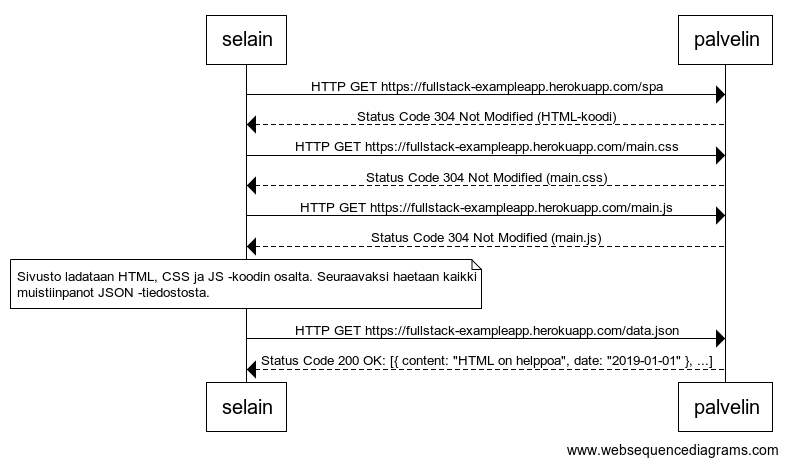 selain
palvelin
HTTP GET https://fullstack-exampleapp.herokuapp.com/spa
Status Code 304 Not Modified (HTML-koodi)
HTTP GET https://fullstack-exampleapp.herokuapp.com/main.css
Status Code 304 Not Modified (main.css)
HTTP GET https://fullstack-exampleapp.herokuapp.com/main.js
Status Code 304 Not Modified (main.js)
Sivusto ladataan HTML, CSS ja JS -koodin osalta. Seuraavaksi haetaan kaikki
muistiinpanot JSON -tiedostosta.
HTTP GET https://fullstack-exampleapp.herokuapp.com/data.json
Status Code 200 OK: [{ content: "HTML on helppoa", date: "2019-01-01" }, ...]
selain
palvelin
www.websequencediagrams.com